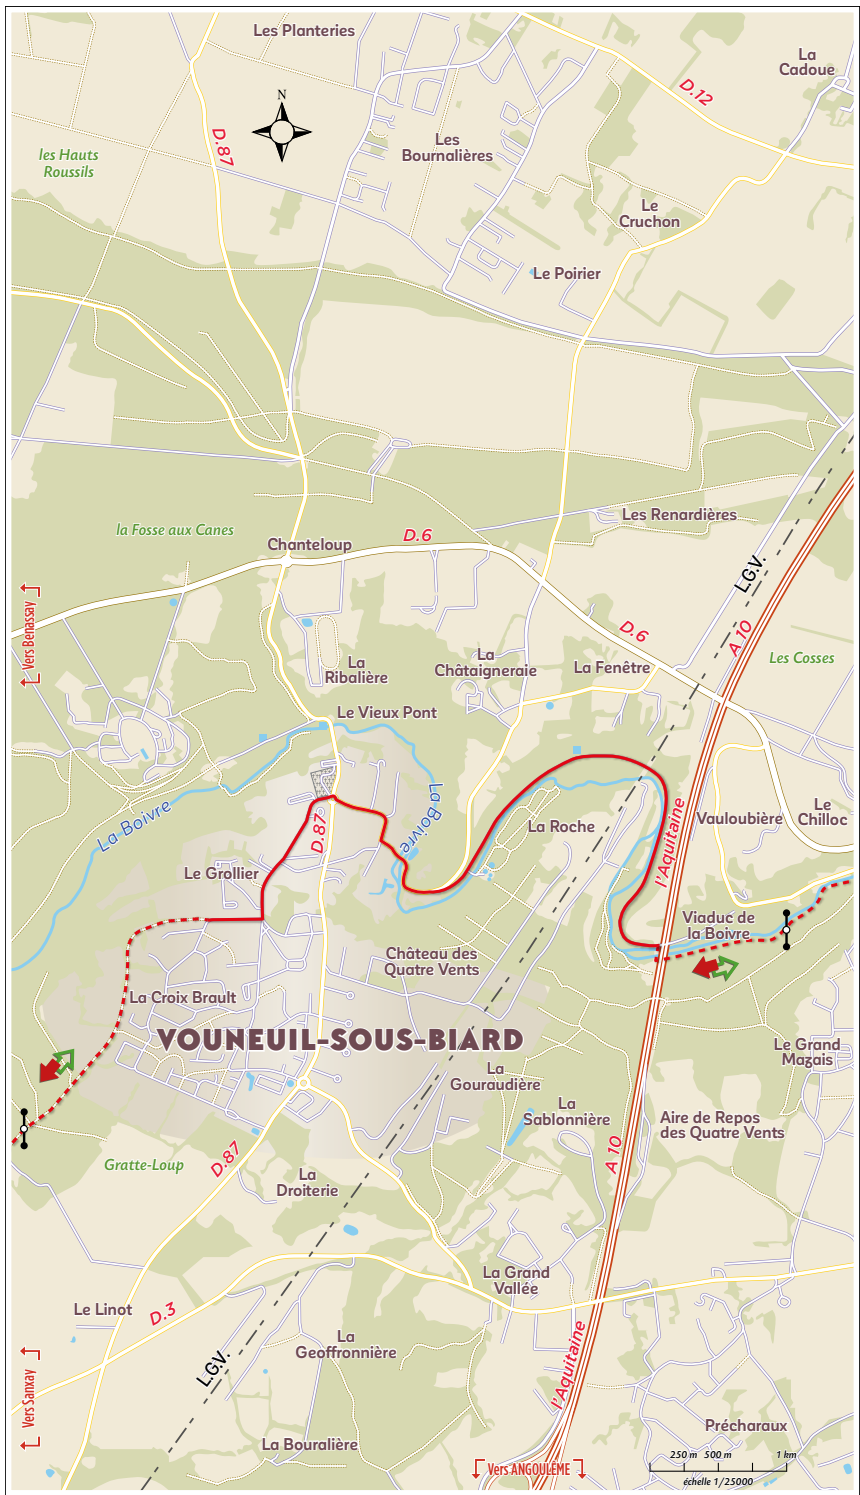 Les Planteries
La
Cadoue
N
D.12
D.87
Les
Bournalières
les Hauts
Roussils
Le
Cruchon
Le Poirier
Les Renardières
la Fosse aux Canes
D.6
Chanteloup
L.G.V.
Vers Benassay
D.6
A 10
La
Ribalière
La
Châtaigneraie
La Fenêtre
Les Cosses
Le Vieux Pont
La Boivre
La Boivre
D.87
La Roche
l'Aquitaine
Vauloubière
Le
Chilloc
Le Grollier
Viaduc de
la Boivre
Château des
Quatre Vents
La Croix Brault
VOUNEUIL-SOUS-BIARD
Le Grand
Mazais
La
Gouraudière
La
Sablonnière
Aire de Repos
des Quatre Vents
Gratte-Loup
D.87
A 10
La
Droiterie
La Grand
Vallée
Le Linot
D.3
La
Geoffronnière
L.G.V.
l'Aquitaine
Vers Sanxay
Précharaux
La Bouralière
Vers ANGOULÊME
250 m 500 m 1 km
échelle 1/25000